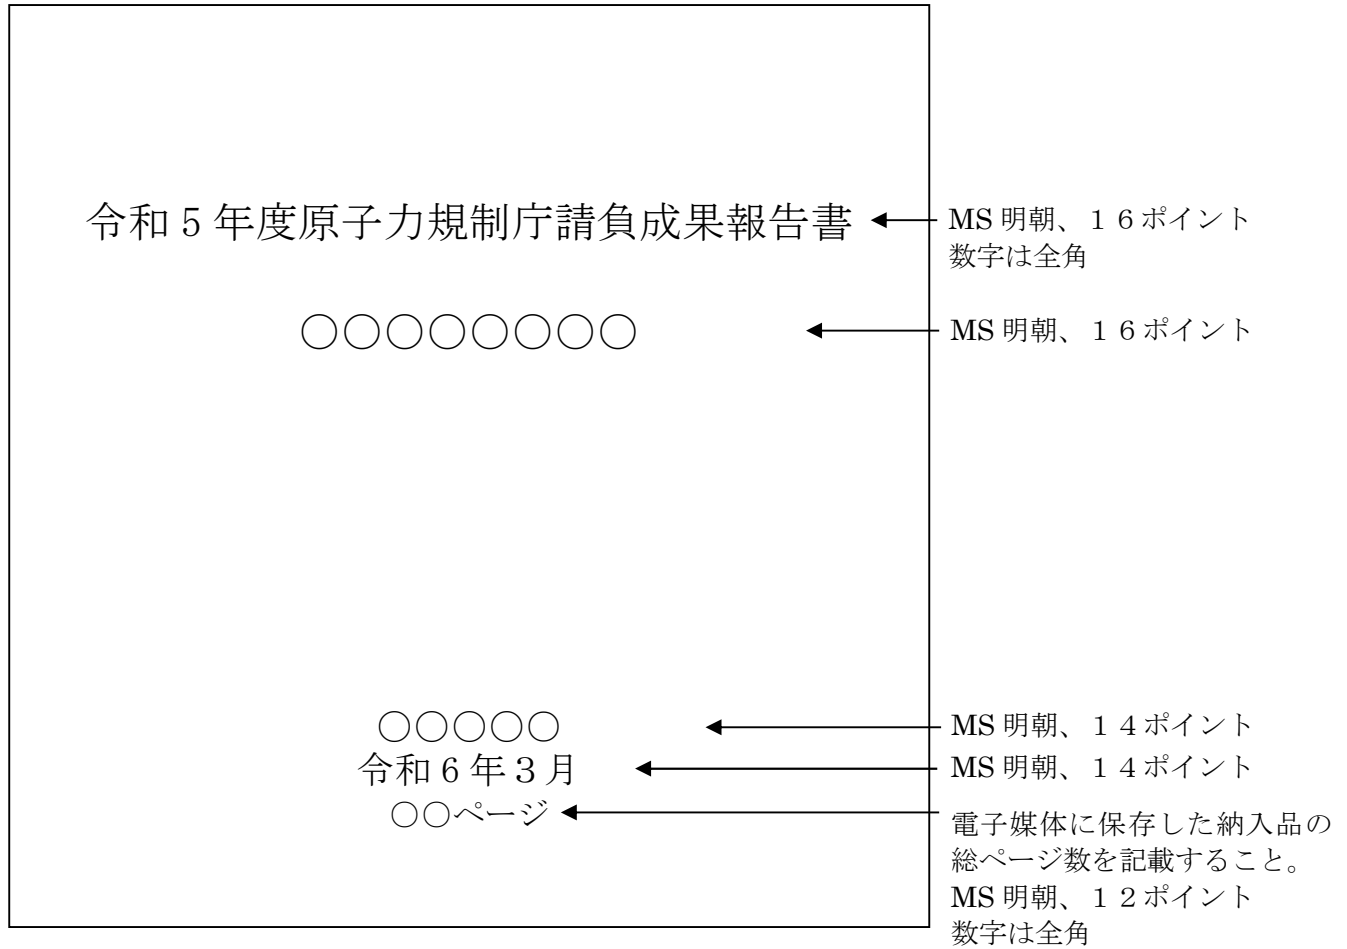 令和５年度原子力規制庁請負成果報告書
MS 明朝、１６ポイント
数字は全角
○○○○○○○○
MS 明朝、１６ポイント
○○○○○
MS 明朝、１４ポイント
令和６年３月
MS 明朝、１４ポイント
○○ページ
電子媒体に保存した納入品の
総ページ数を記載すること。
MS 明朝、１２ポイント
数字は全角